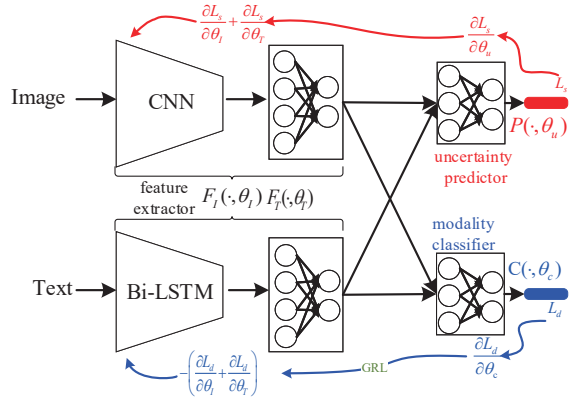 ∂L_s/∂θ_I + ∂L_s/∂θ_T
∂L_s/∂θ_u
L_s
Image
CNN
P(·,θ_u)
uncertainty
predictor
feature
extractor
F_I(·,θ_I) F_T(·,θ_T)
modality
classifier
Text
Bi-LSTM
C(·,θ_c)
L_d
−(∂L_d/∂θ_I + ∂L_d/∂θ_T)
GRL
∂L_d/∂θ_c